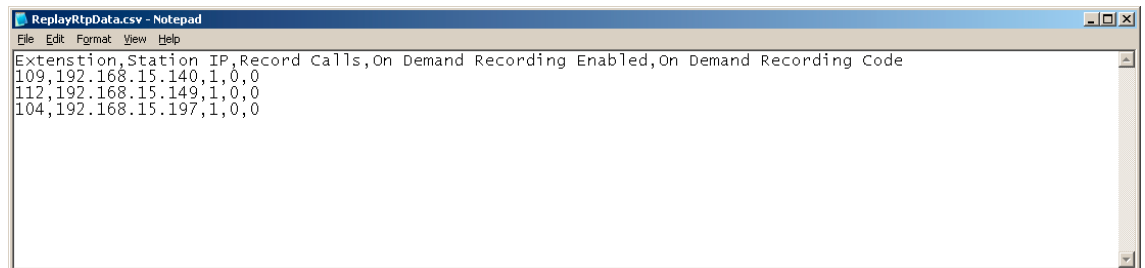 ReplayRtpData.csv - Notepad
File Edit Format View Help
Extenstion,Station IP,Record Calls,On Demand Recording Enabled,On Demand Recording Code
109,192.168.15.140,1,0,0
112,192.168.15.149,1,0,0
104,192.168.15.197,1,0,0